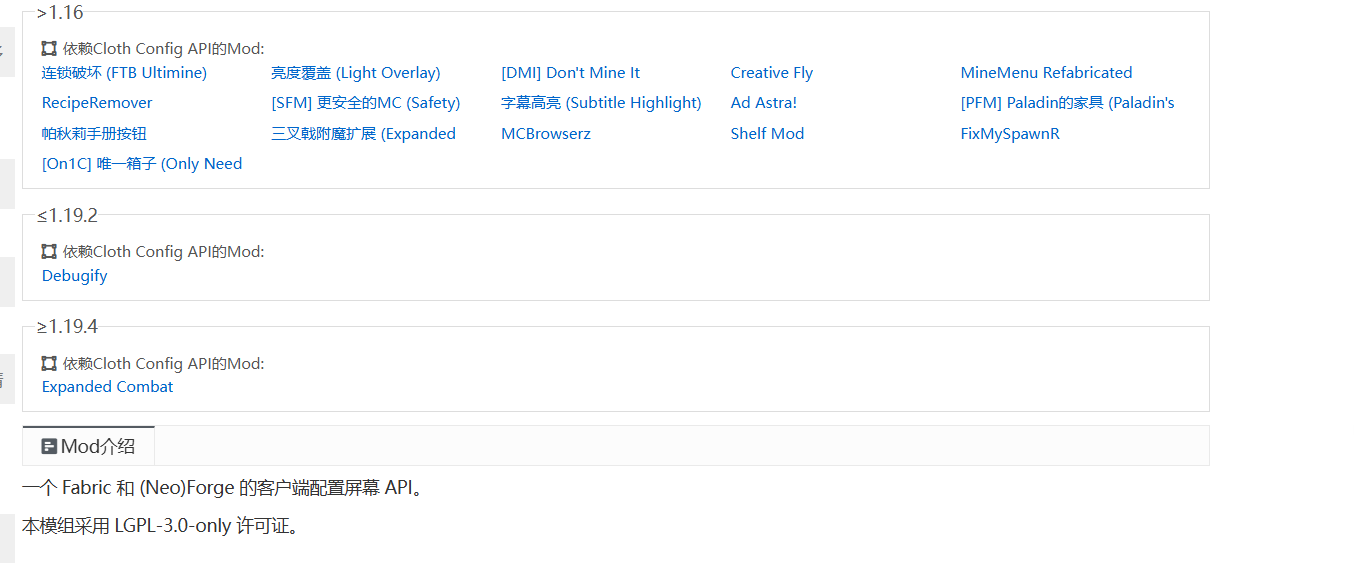 >1.16
依赖Cloth Config API的Mod:
连锁破坏 (FTB Ultimine) 亮度覆盖 (Light Overlay) [DMI] Don't Mine It Creative Fly MineMenu Refabricated
RecipeRemover [SFM] 更安全的MC (Safety) 字幕高亮 (Subtitle Highlight) Ad Astra! [PFM] Paladin的家具 (Paladin's
帕秋莉手册按钮 三叉戟附魔扩展 (Expanded MCBrowserz Shelf Mod FixMySpawnR
[On1C] 唯一箱子 (Only Need
≤1.19.2
依赖Cloth Config API的Mod:
Debugify
≥1.19.4
依赖Cloth Config API的Mod:
Expanded Combat
Mod介绍
一个 Fabric 和 (Neo)Forge 的客户端配置屏幕 API。
本模组采用 LGPL-3.0-only 许可证。